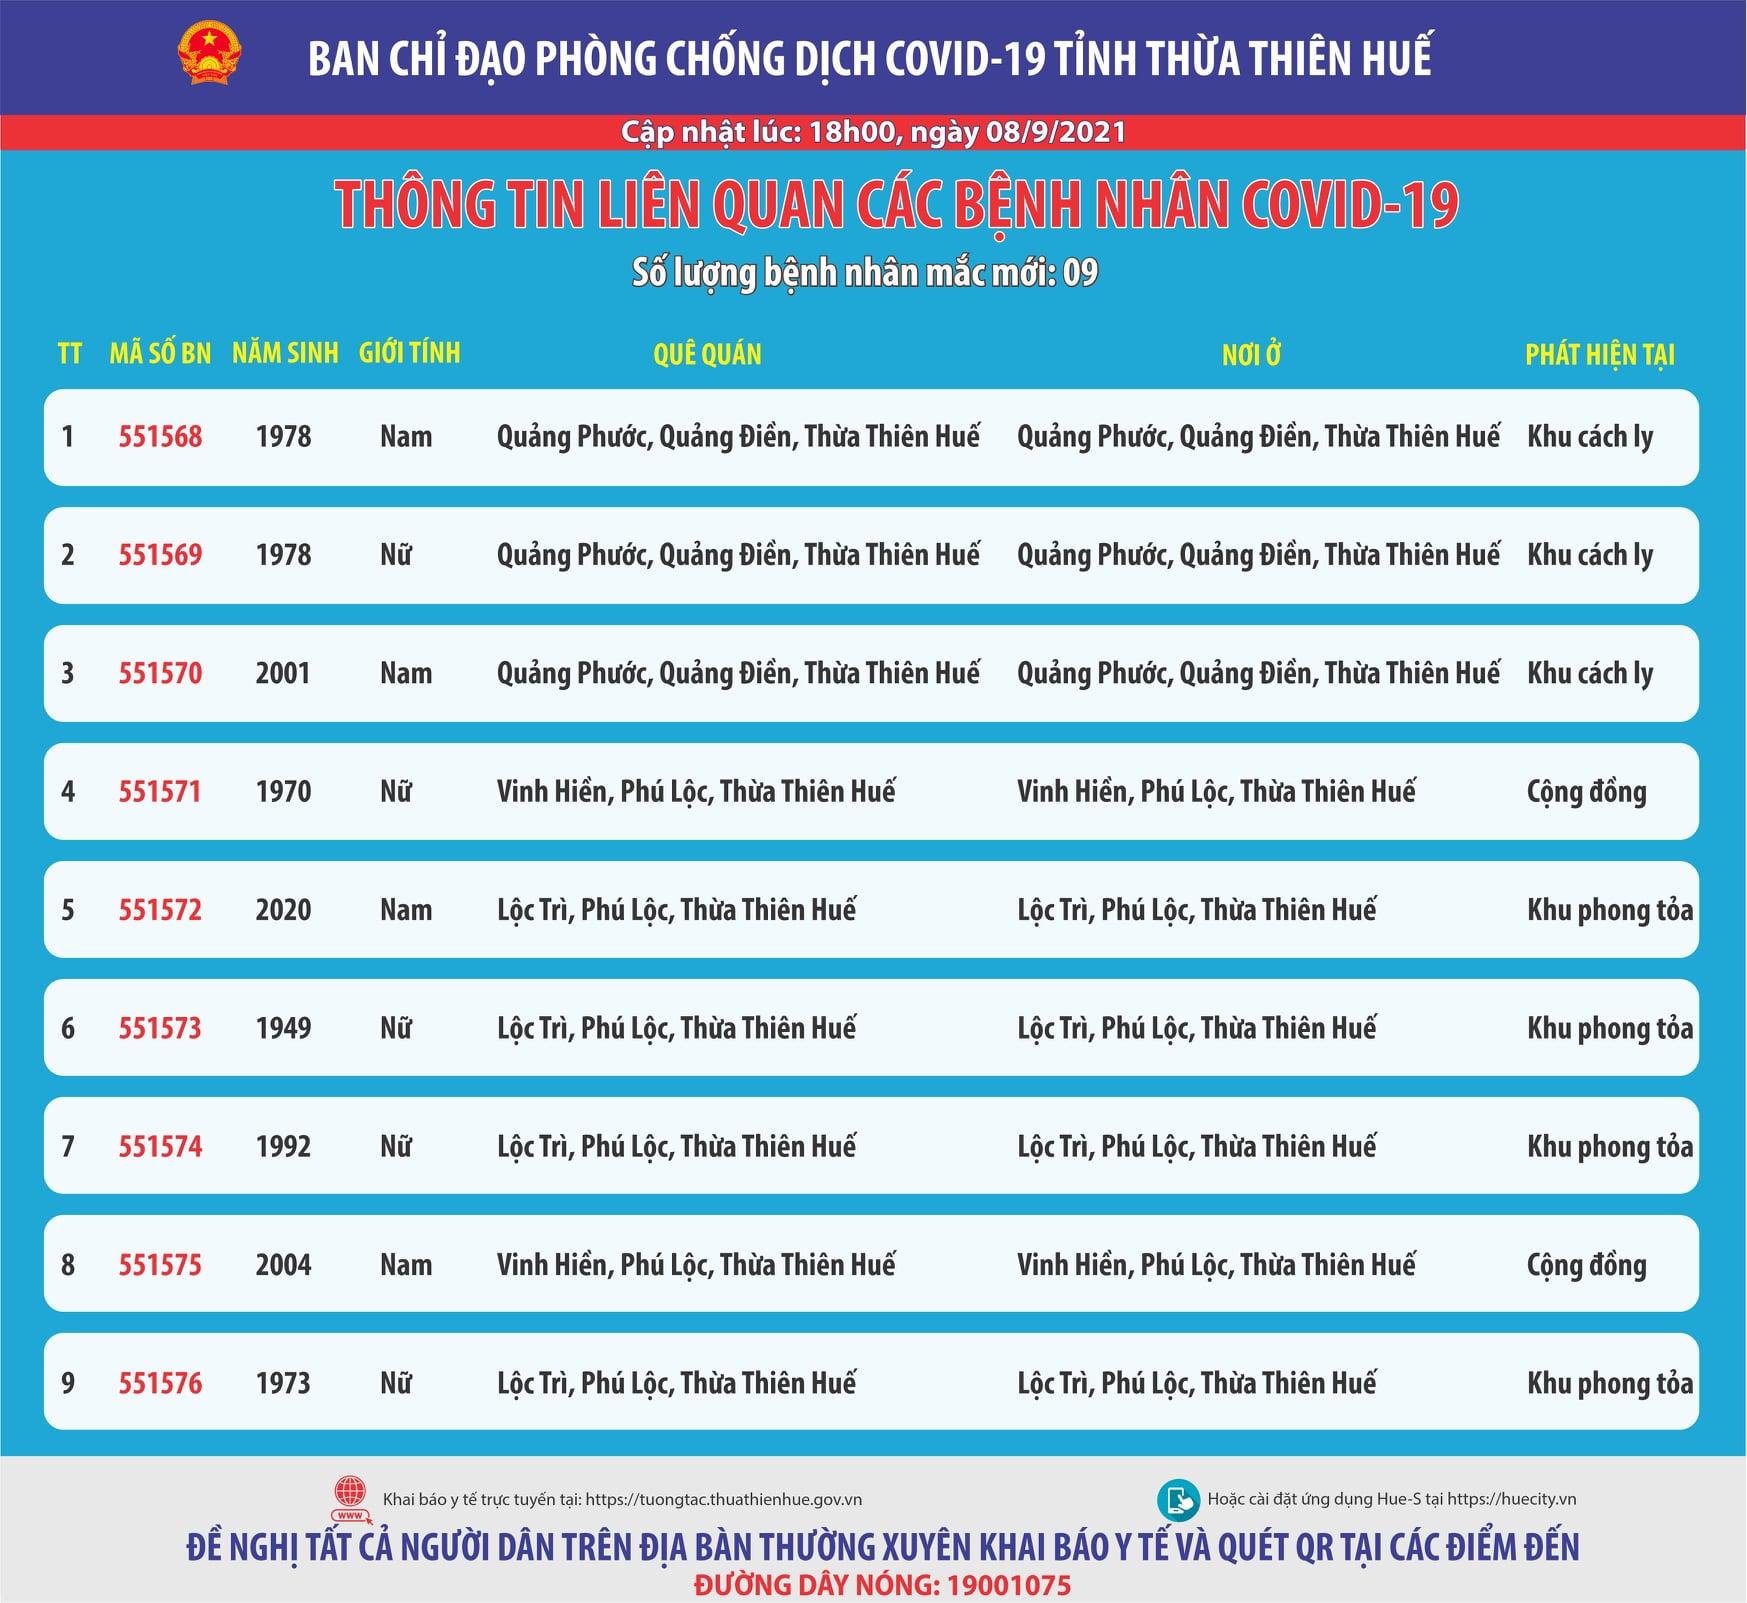 BAN CHỈ ĐẠO PHÒNG CHỐNG DỊCH COVID-19 TỈNH THỪA THIÊN HUẾ
Cập nhật lúc: 18h00, ngày 08/9/2021
THÔNG TIN LIÊN QUAN CÁC BỆNH NHÂN COVID-19
Số lượng bệnh nhân mắc mới: 09
TT MÃ SỐ BN NĂM SINH GIỚI TÍNH QUÊ QUÁN NƠI Ở PHÁT HIỆN TẠI
1 551568 1978 Nam Quảng Phước, Quảng Điền, Thừa Thiên Huế Quảng Phước, Quảng Điền, Thừa Thiên Huế Khu cách ly
2 551569 1978 Nữ Quảng Phước, Quảng Điền, Thừa Thiên Huế Quảng Phước, Quảng Điền, Thừa Thiên Huế Khu cách ly
3 551570 2001 Nam Quảng Phước, Quảng Điền, Thừa Thiên Huế Quảng Phước, Quảng Điền, Thừa Thiên Huế Khu cách ly
4 551571 1970 Nữ Vinh Hiền, Phú Lộc, Thừa Thiên Huế Vinh Hiền, Phú Lộc, Thừa Thiên Huế Cộng đồng
5 551572 2020 Nam Lộc Trì, Phú Lộc, Thừa Thiên Huế Lộc Trì, Phú Lộc, Thừa Thiên Huế Khu phong tỏa
6 551573 1949 Nữ Lộc Trì, Phú Lộc, Thừa Thiên Huế Lộc Trì, Phú Lộc, Thừa Thiên Huế Khu phong tỏa
7 551574 1992 Nữ Lộc Trì, Phú Lộc, Thừa Thiên Huế Lộc Trì, Phú Lộc, Thừa Thiên Huế Khu phong tỏa
8 551575 2004 Nam Vinh Hiền, Phú Lộc, Thừa Thiên Huế Vinh Hiền, Phú Lộc, Thừa Thiên Huế Cộng đồng
9 551576 1973 Nữ Lộc Trì, Phú Lộc, Thừa Thiên Huế Lộc Trì, Phú Lộc, Thừa Thiên Huế Khu phong tỏa
www Khai báo y tế trực tuyến tại: https://tuongtac.thuathienhue.gov.vn Hoặc cài đặt ứng dụng Hue-S tại https://huecity.vn
ĐỀ NGHỊ TẤT CẢ NGƯỜI DÂN TRÊN ĐỊA BÀN THƯỜNG XUYÊN KHAI BÁO Y TẾ VÀ QUÉT QR TẠI CÁC ĐIỂM ĐẾN
ĐƯỜNG DÂY NÓNG: 19001075